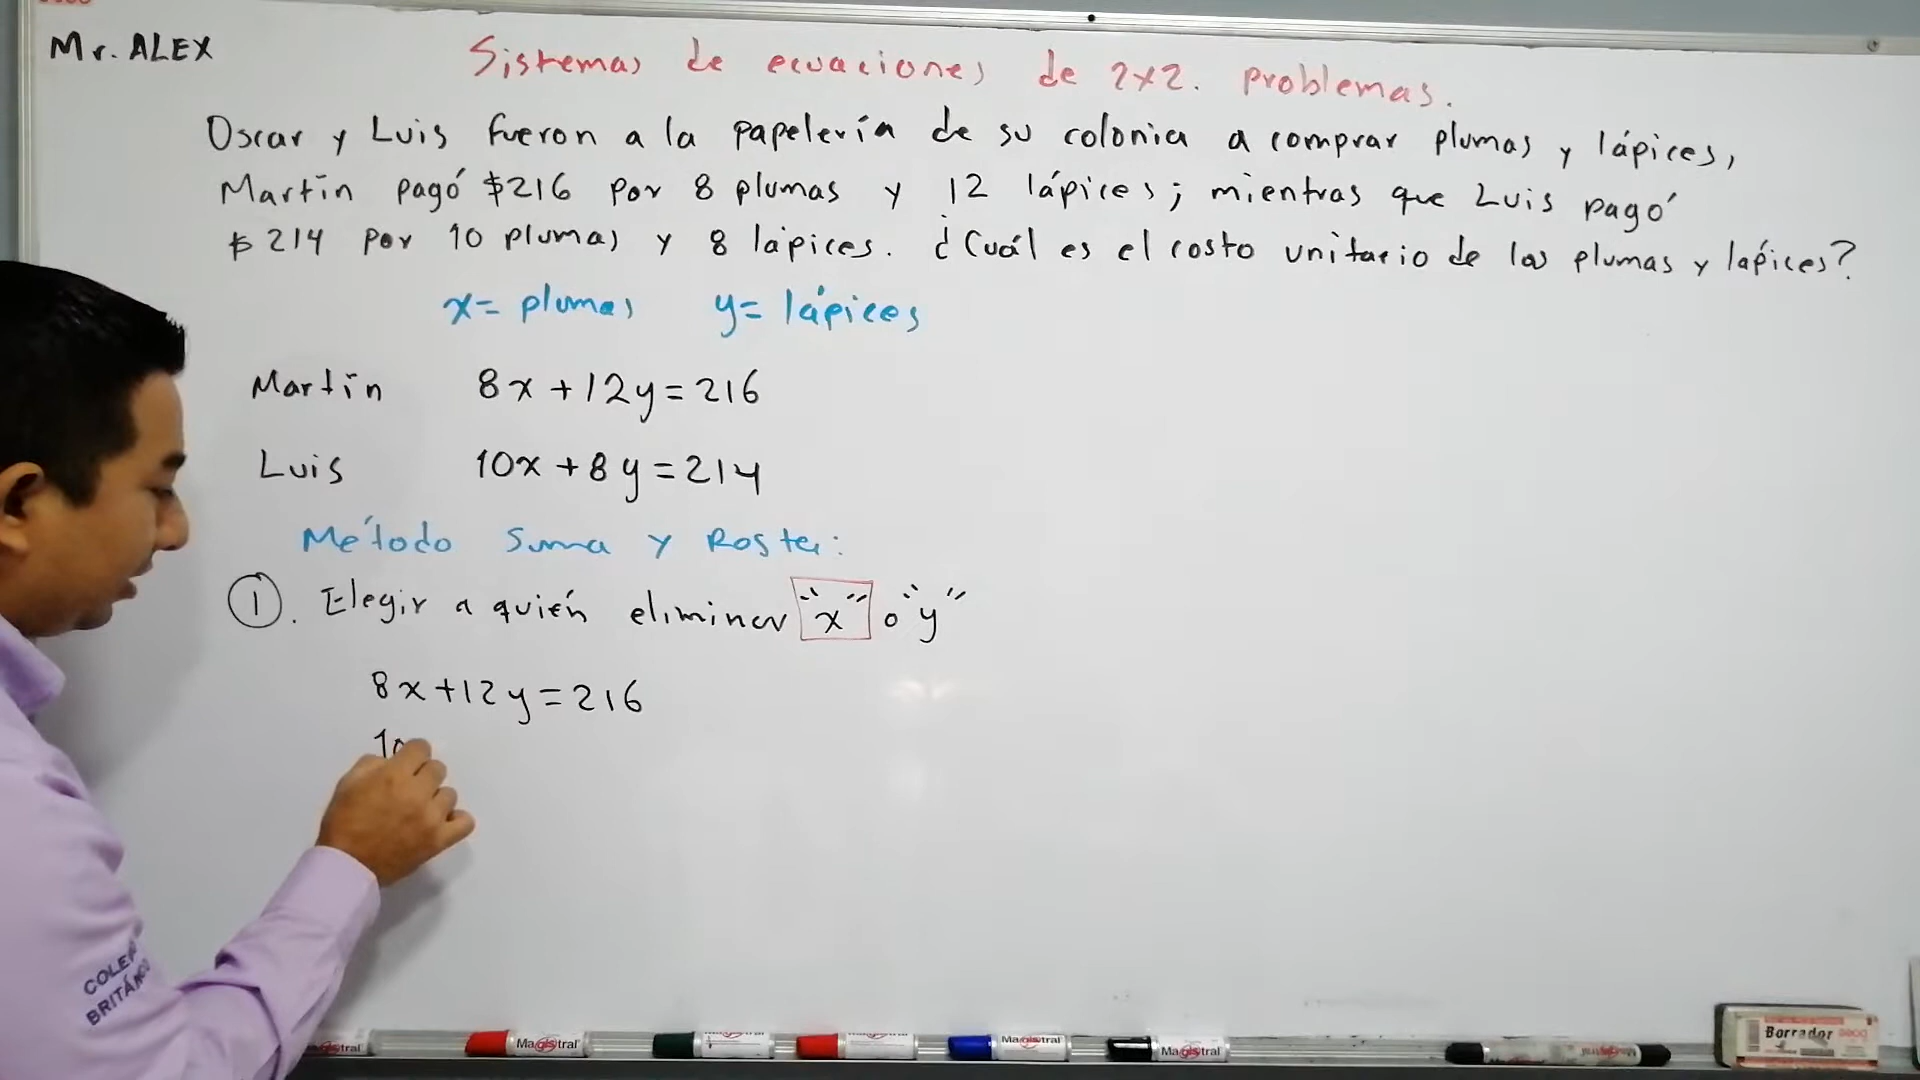 Mr. ALEX
Sistemas de ecuaciones de 2x2. problemas.
Oscar y Luis fueron a la papelería de su colonia a comprar plumas y lápices,
Martín pagó $216 por 8 plumas y 12 lápices; mientras que Luis pagó
$214 por 10 plumas y 8 lápices. ¿Cuál es el costo unitario de las plumas y lápices?
x= plumas y= lápices
Martín 8x+12y=216
Luis 10x+8y=214
Método Suma y Resta:
①. Elegir a quién eliminar "x" o "y"
8x+12y=216
10
COLEGIO
BRITÁNICO
Magistral
Magistral
Magistral
Borrador